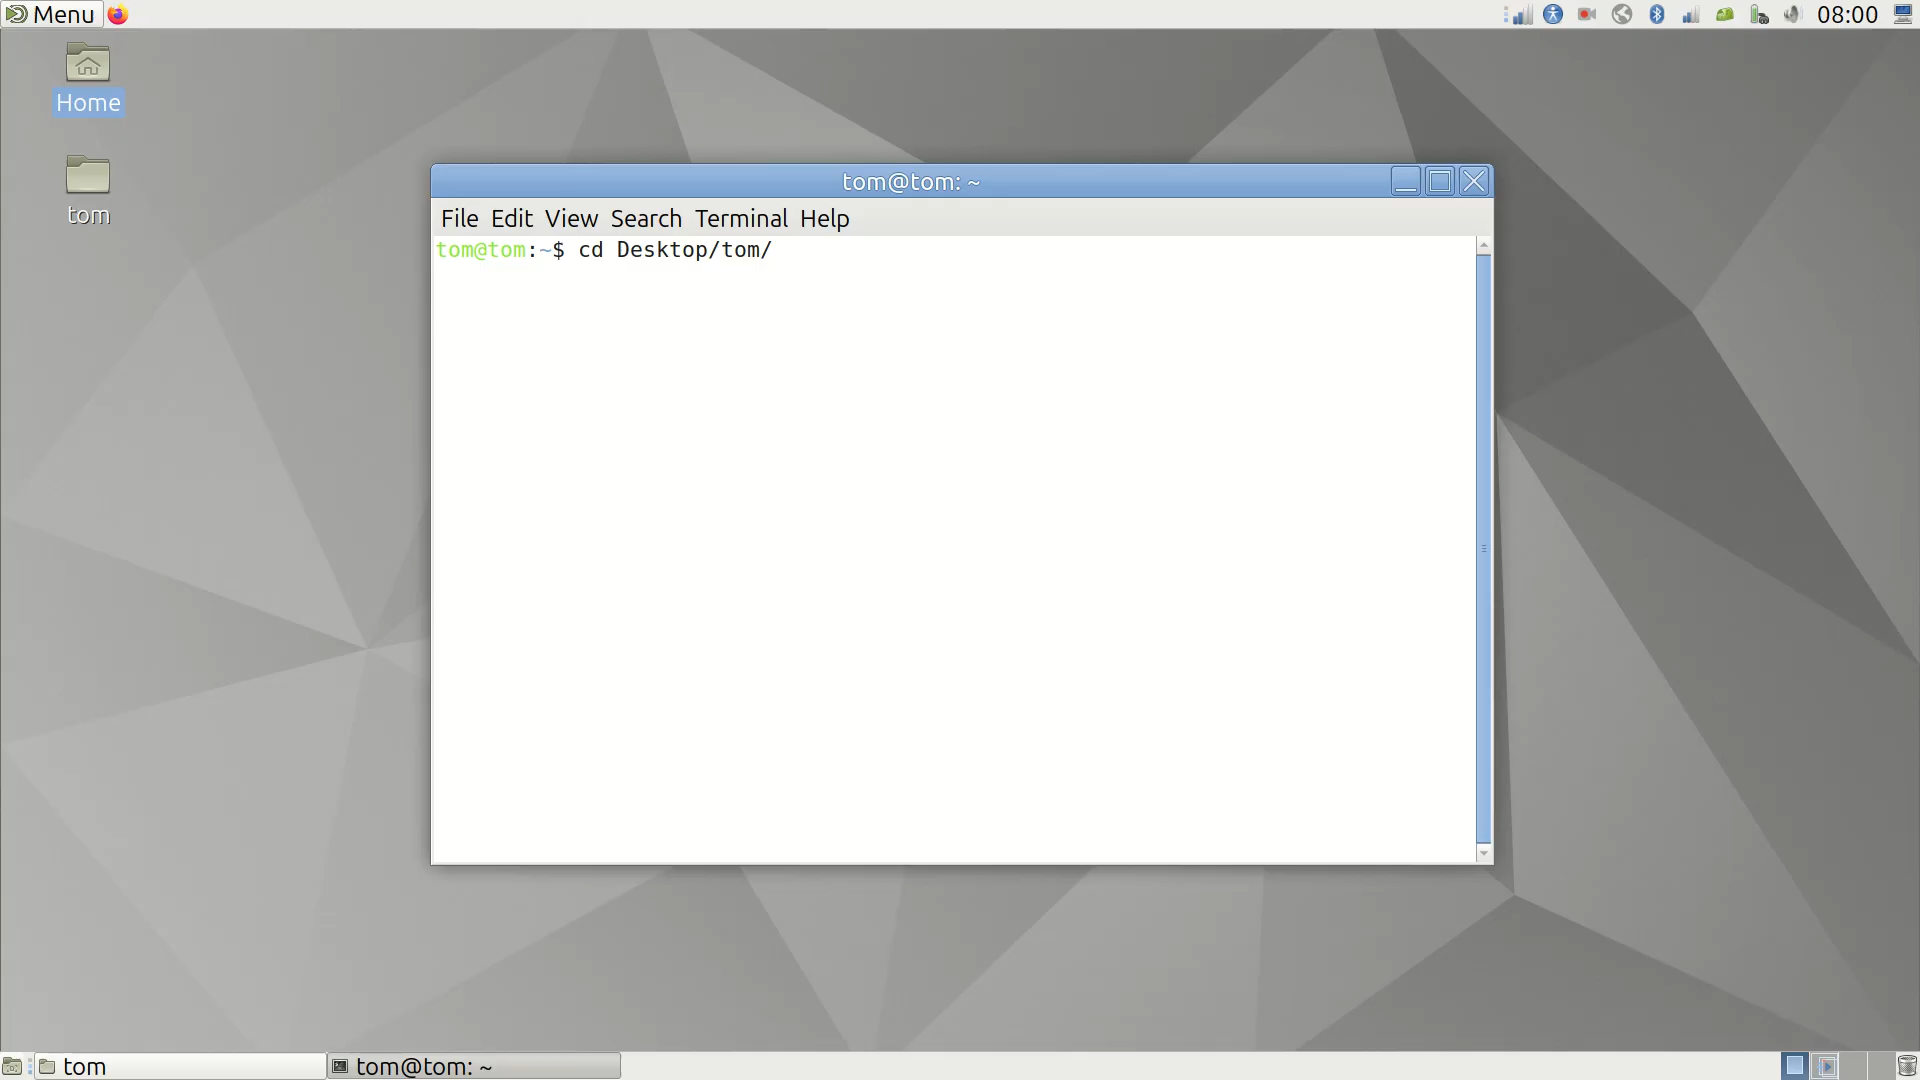 Menu
08:00
Home
tom
tom@tom: ~
File Edit View Search Terminal Help
tom@tom:~$ cd Desktop/tom/
tom
tom@tom: ~